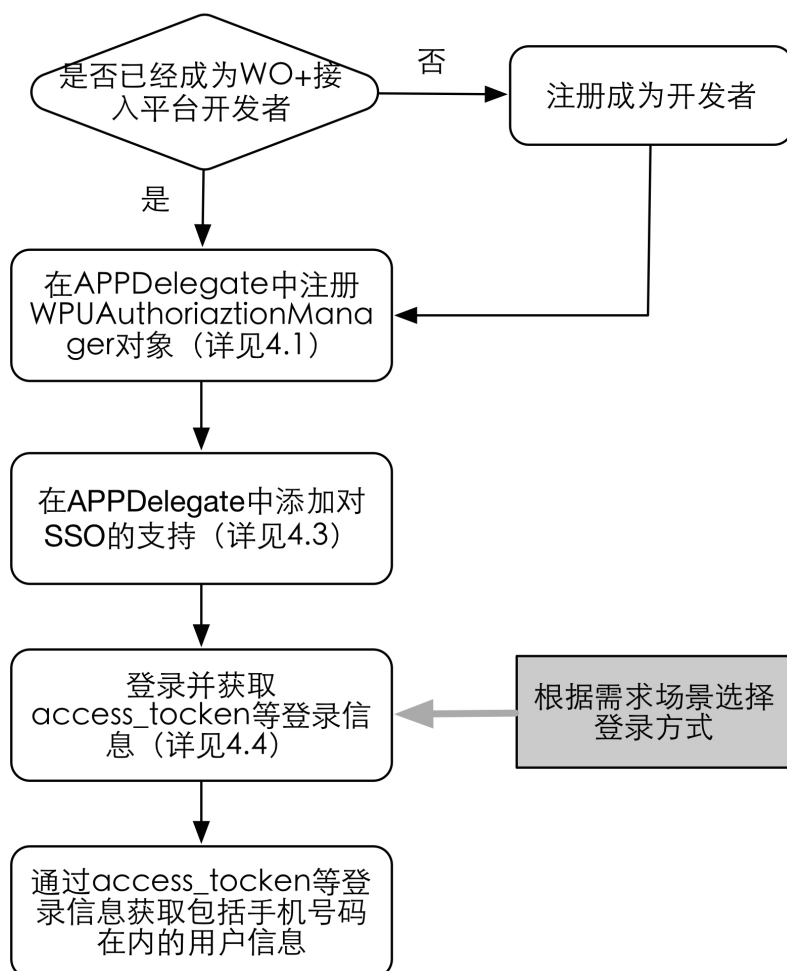 是否已经成为WO+接
入平台开发者
否
注册成为开发者
是
在APPDelegate中注册
WPUAuthoriaztionMana
ger对象（详见4.1）
在APPDelegate中添加对
SSO的支持（详见4.3）
登录并获取
access_tocken等登录信
息（详见4.4）
根据需求场景选择
登录方式
通过access_tocken等登
录信息获取包括手机号码
在内的用户信息